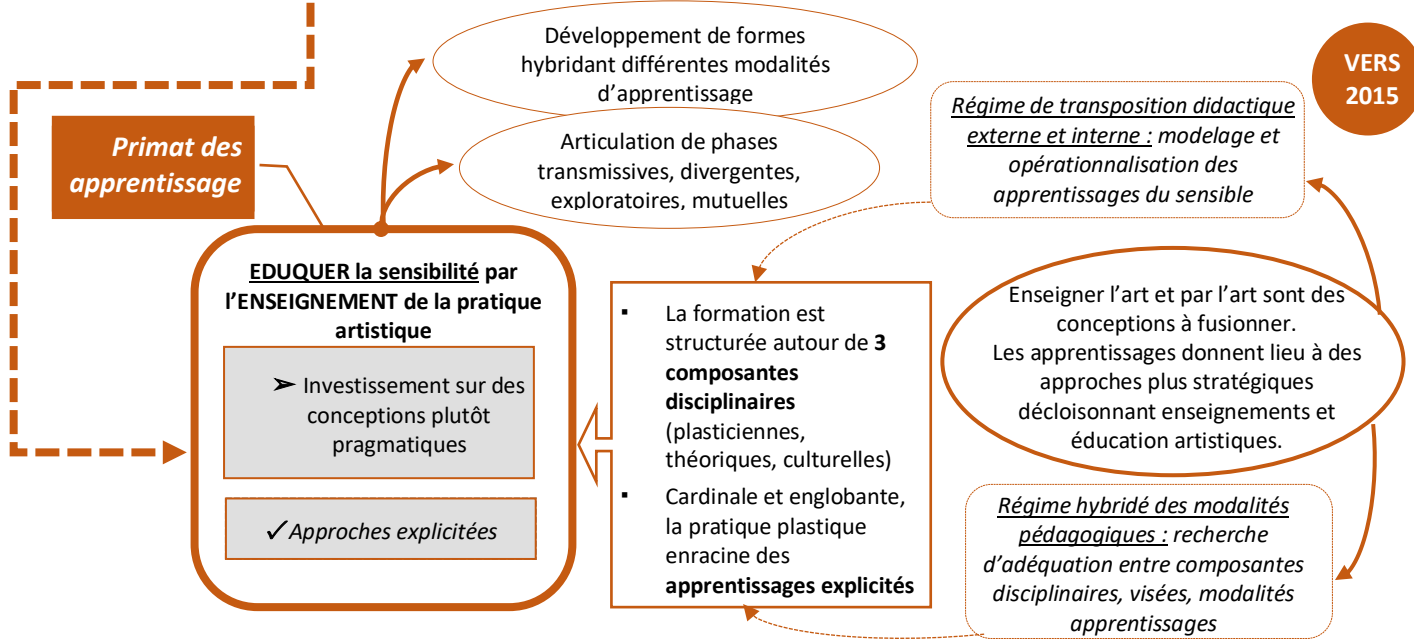 Développement de formes
hybridant différentes modalités
d’apprentissage
Articulation de phases
transmissives, divergentes,
exploratoires, mutuelles
VERS
2015
Régime de transposition didactique
externe et interne : modelage et
opérationnalisation des
apprentissages du sensible
Primat des
apprentissage
EDUQUER la sensibilité par
l’ENSEIGNEMENT de la pratique
artistique
➢ Investissement sur des
conceptions plutôt
pragmatiques
✓ Approches explicitées
▪ La formation est
structurée autour de 3
composantes
disciplinaires
(plasticiennes,
théoriques, culturelles)
▪ Cardinale et englobante,
la pratique plastique
enracine des
apprentissages explicités
Enseigner l’art et par l’art sont des
conceptions à fusionner.
Les apprentissages donnent lieu à des
approches plus stratégiques
décloisonnant enseignements et
éducation artistiques.
Régime hybridé des modalités
pédagogiques : recherche
d’adéquation entre composantes
disciplinaires, visées, modalités
apprentissages